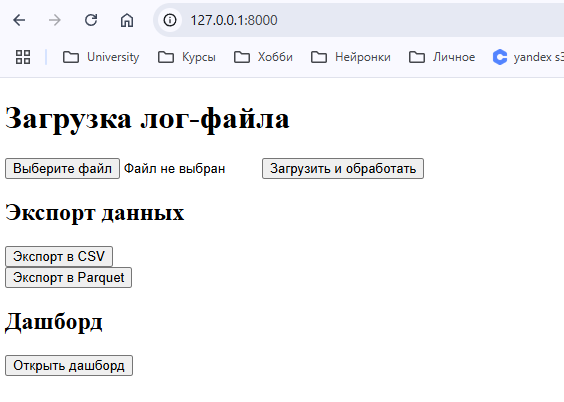 127.0.0.1:8000
University Курсы Хобби Нейронки Личное yandex s3
Загрузка лог-файла
Выберите файл Файл не выбран Загрузить и обработать
Экспорт данных
Экспорт в CSV
Экспорт в Parquet
Дашборд
Открыть дашборд